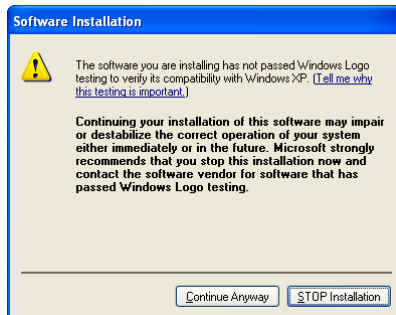 Software Installation
The software you are installing has not passed Windows Logo
testing to verify its compatibility with Windows XP. (Tell me why
this testing is important.)
Continuing your installation of this software may impair
or destabilize the correct operation of your system
either immediately or in the future. Microsoft strongly
recommends that you stop this installation now and
contact the software vendor for software that has
passed Windows Logo testing.
Continue Anyway
STOP Installation